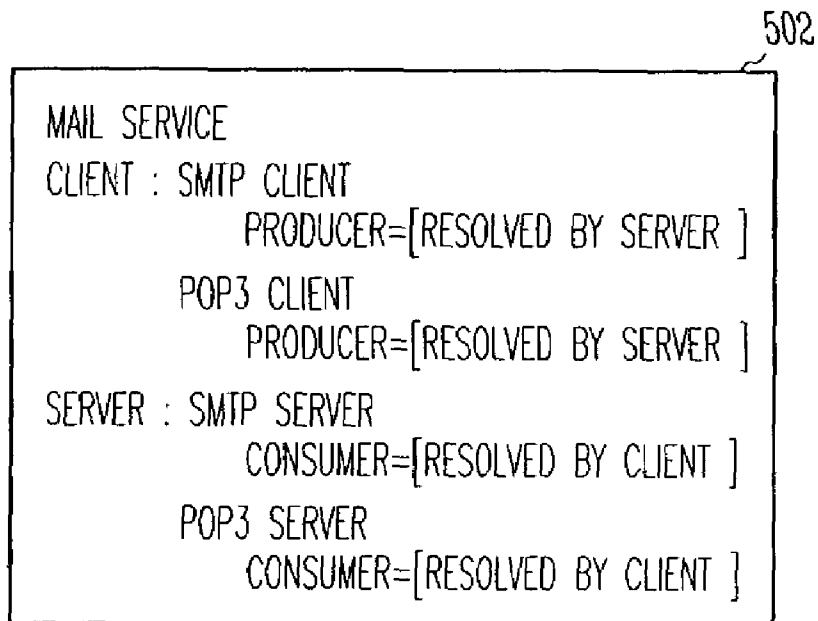 502
MAIL SERVICE
CLIENT : SMTP CLIENT
PRODUCER=[RESOLVED BY SERVER ]
POP3 CLIENT
PRODUCER=[RESOLVED BY SERVER ]
SERVER : SMTP SERVER
CONSUMER=[RESOLVED BY CLIENT ]
POP3 SERVER
CONSUMER=[RESOLVED BY CLIENT ]